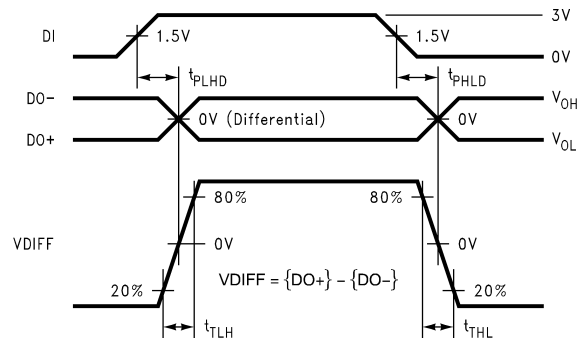 3V
DI
1.5V
1.5V
0V
tPLHD
tPHLD
DO-
VOH
0V (Differential)
0V
DO+
VOL
80%
80%
VDIFF
0V
0V
VDIFF = {DO+} - {DO-}
20%
20%
tTLH
tTHL